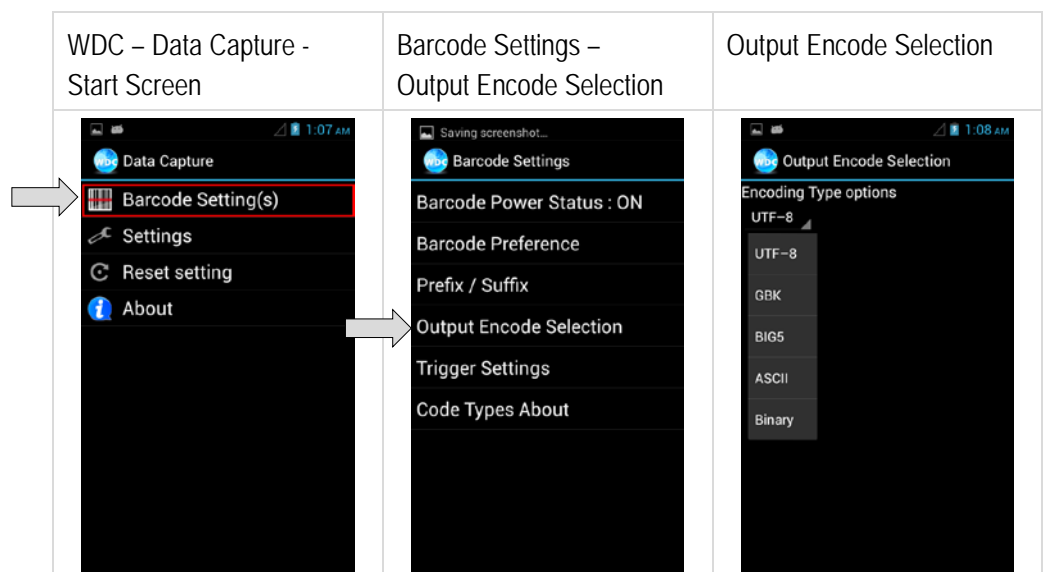 WDC – Data Capture -
Start Screen
Barcode Settings –
Output Encode Selection
Output Encode Selection
1:07 AM
wDc Data Capture
Barcode Setting(s)
Settings
Reset setting
About
Saving screenshot...
wDc Barcode Settings
Barcode Power Status : ON
Barcode Preference
Prefix / Suffix
Output Encode Selection
Trigger Settings
Code Types About
1:08 AM
wDc Output Encode Selection
Encoding Type options
UTF-8
UTF-8
GBK
BIG5
ASCII
Binary